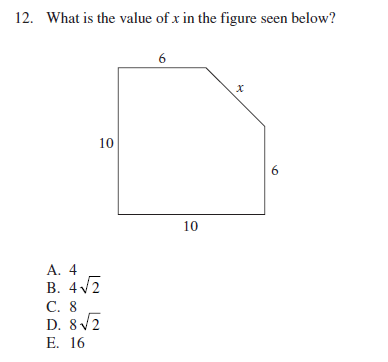 12. What is the value of x in the figure seen below?
6
x
10
6
10
A. 4
B. 4√2
C. 8
D. 8√2
E. 16